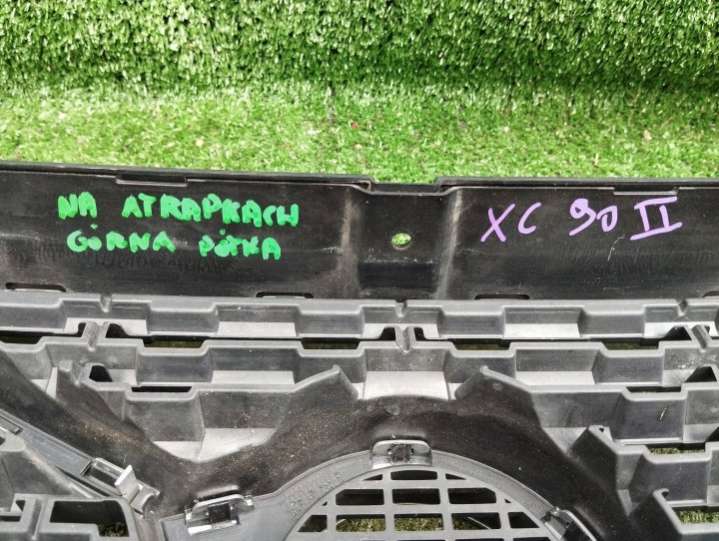 NA ATRAPKACH
GÓRNA PÓŁKA
XC 90 II